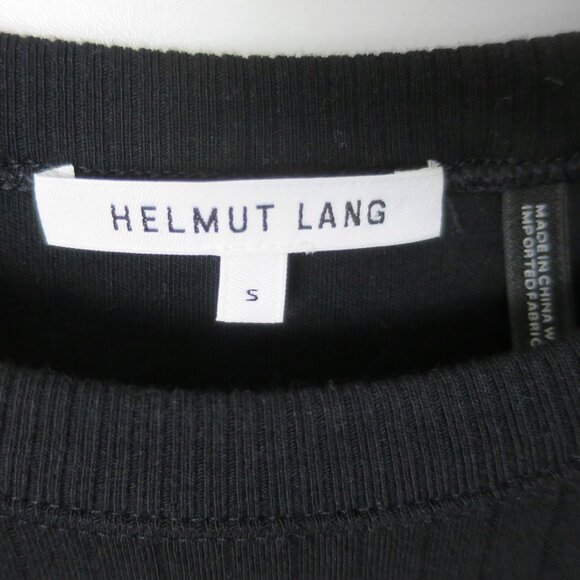 HELMUT LANG
S
MADE IN CHINA W
IMPORTED FABRIC